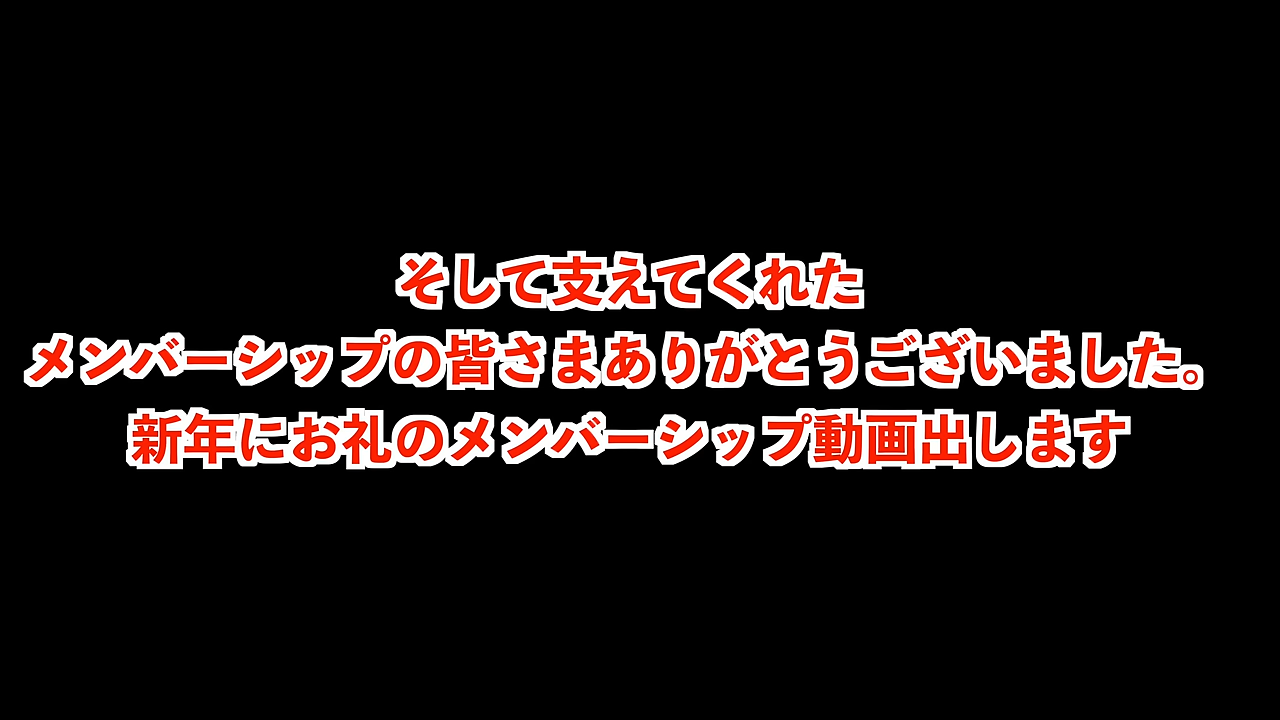 そして支えてくれた
メンバーシップの皆さまありがとうございました。
新年にお礼のメンバーシップ動画出します